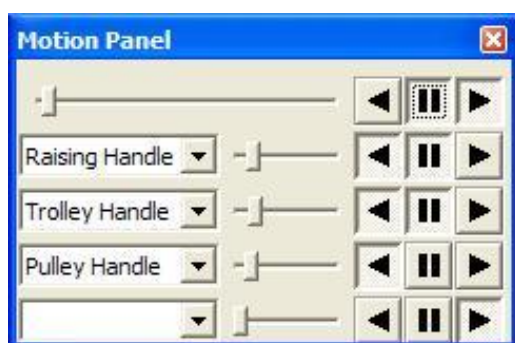 Motion Panel
Raising Handle
Trolley Handle
Pulley Handle